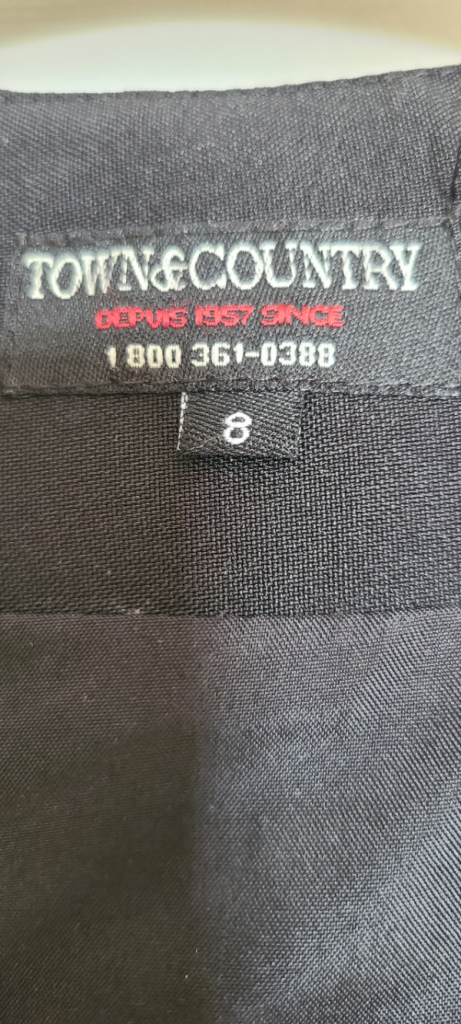 TOWN&COUNTRY
DEPUIS 1957 SINCE
1 800 361-0388
8